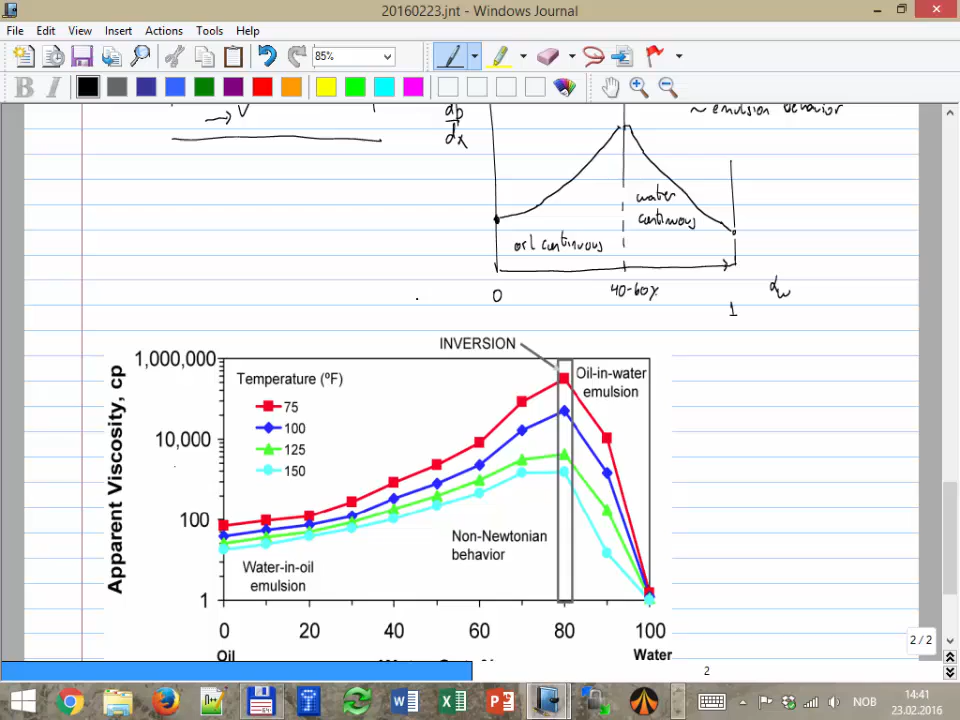 20160223.jnt - Windows Journal
File Edit View Insert Actions Tools Help
85%
B I
→ V
dp
dx
~ emulsion behavior
water
continuous
oil continuous
0
40-60%
1
αw
INVERSION
1,000,000
Temperature (ºF)
Oil-in-water
emulsion
75
100
10,000
125
150
Apparent Viscosity, cp
100
Non-Newtonian
behavior
Water-in-oil
emulsion
1
0 20 40 60 80 100
Oil
Water
2 / 2
2
NOB
14:41
23.02.2016